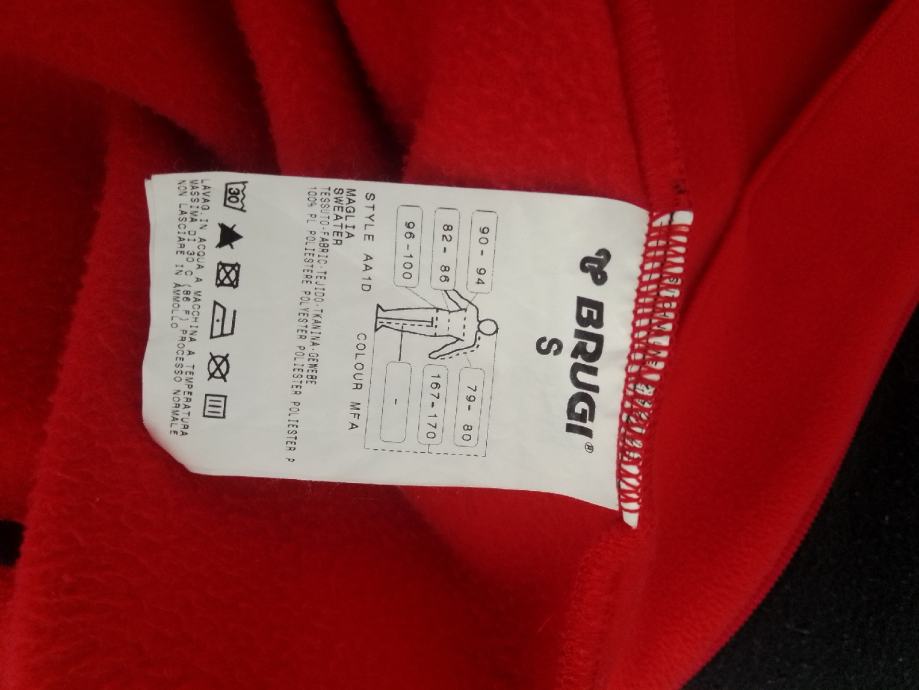 BRUGI®
S
90-94
82-86
96-100
79-80
167-170
-
STYLE AA1D COLOUR MFA
MAGLIA
SWEATER
TESSUTO-FABRIC-TEJIDO-TKANINA-GEWEBE
100% PL POLIESTERE POLYESTER POLIESTER POLIESTER P
30
LAVAG.IN ACQUA A MACCHINA A TEMPERATURA
MASSIMA DI 30 C (86 F) PROCESSO NORMALE
NON LASCIARE IN AMMOLLO